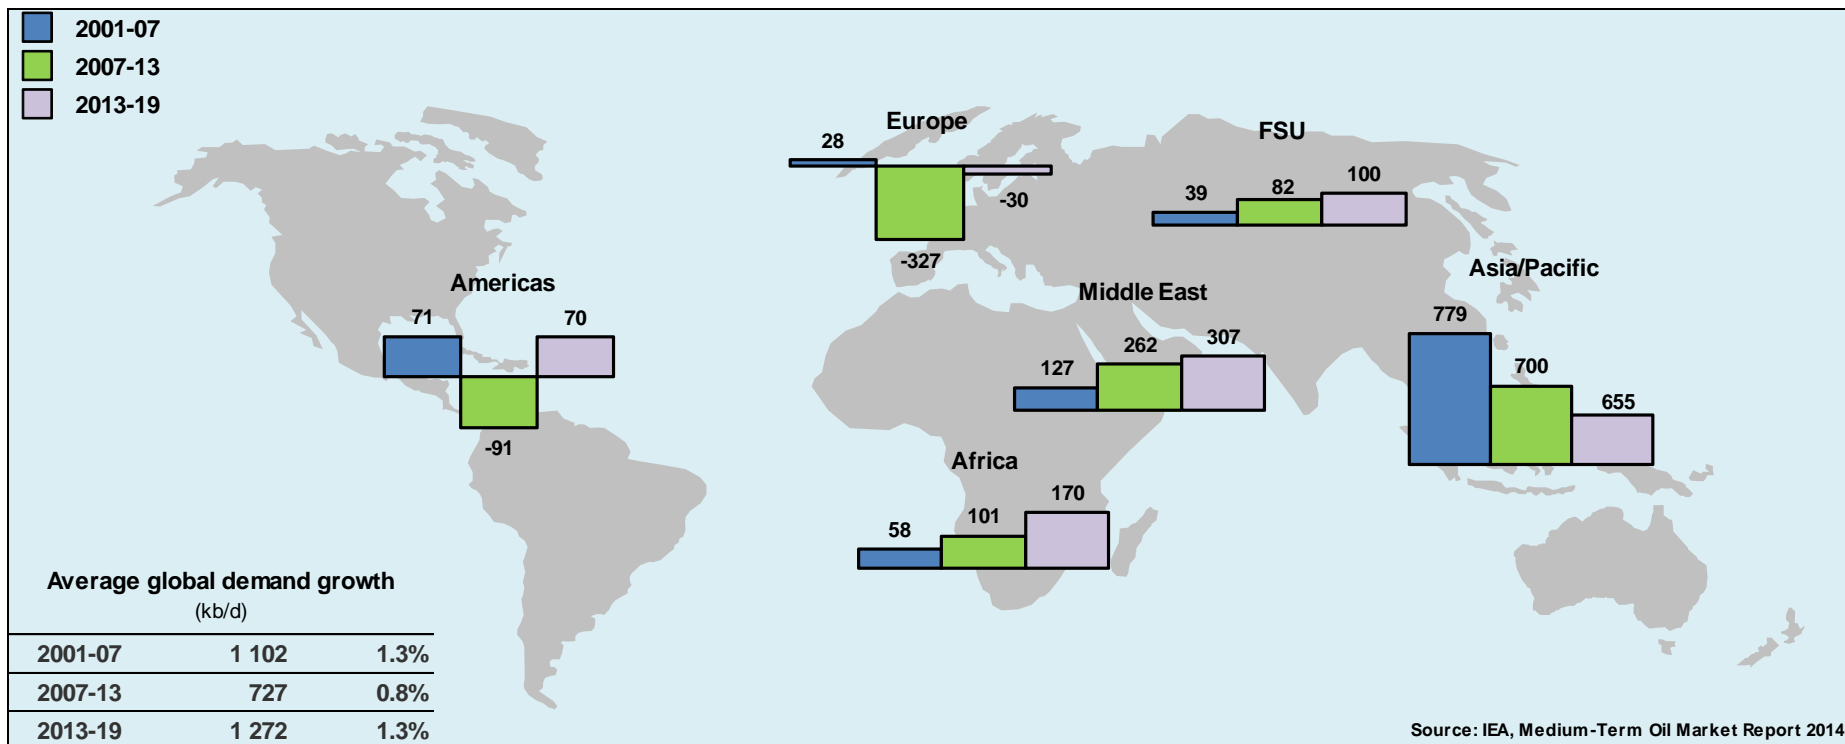 2001-07
2007-13
2013-19
Europe
28
-327
-30
FSU
39
82
100
Americas
71
-91
70
Middle East
127
262
307
Asia/Pacific
779
700
655
Africa
58
101
170
Average global demand growth
(kb/d)
2001-07 1 102 1.3%
2007-13 727 0.8%
2013-19 1 272 1.3%
Source: IEA, Medium-Term Oil Market Report 2014